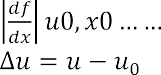 |df/dx| u0, x0 ... ...
Δu = u − u₀